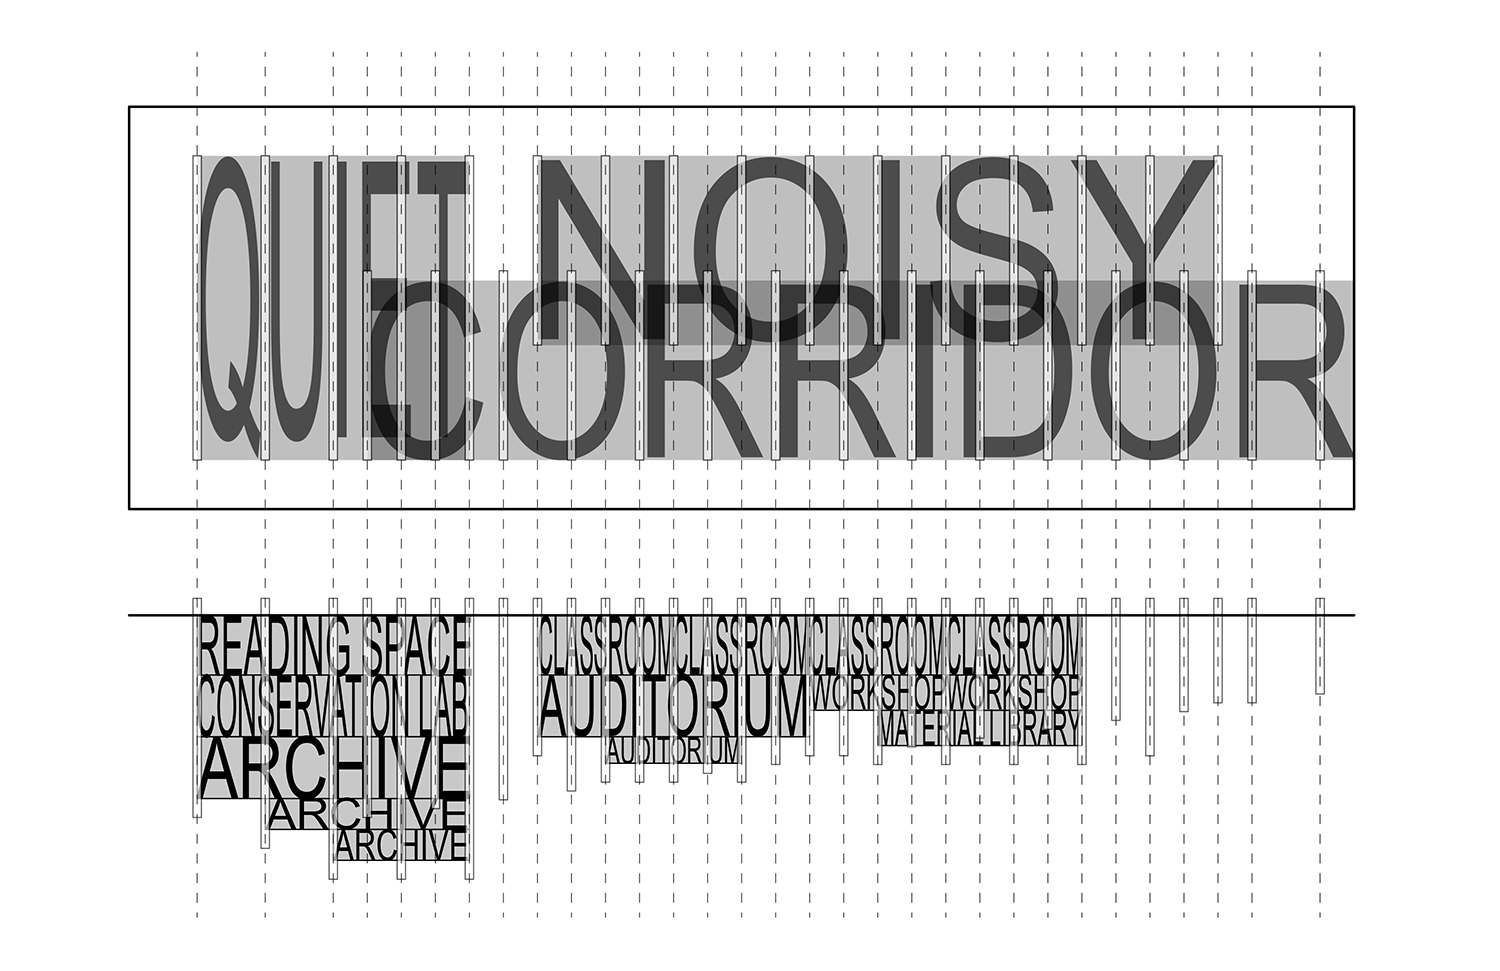 QUIET NOISY
CORRIDOR
READING SPACE CLASSROOM CLASSROOM CLASSROOM CLASSROOM
CONSERVATION LAB AUDITORIUM WORKSHOP WORKSHOP
MATERIAL LIBRARY
ARCHIVE AUDITORIUM
ARCHIVE
ARCHIVE